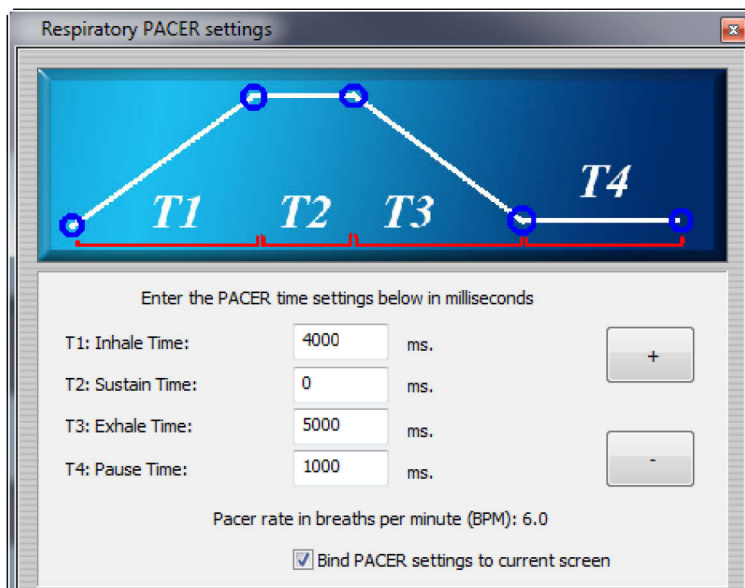 Respiratory PACER settings
x
T1 T2 T3 T4
Enter the PACER time settings below in milliseconds
T1: Inhale Time: 4000 ms. +
T2: Sustain Time: 0 ms.
T3: Exhale Time: 5000 ms.
T4: Pause Time: 1000 ms. -
Pacer rate in breaths per minute (BPM): 6.0
Bind PACER settings to current screen